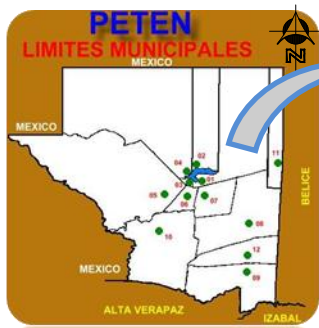 PETEN
LIMITES MUNICIPALES
MEXICO
N
MEXICO
02
04
11
01
03
05
06
07
08
10
12
MEXICO
09
BELICE
ALTA VERAPAZ
IZABAL